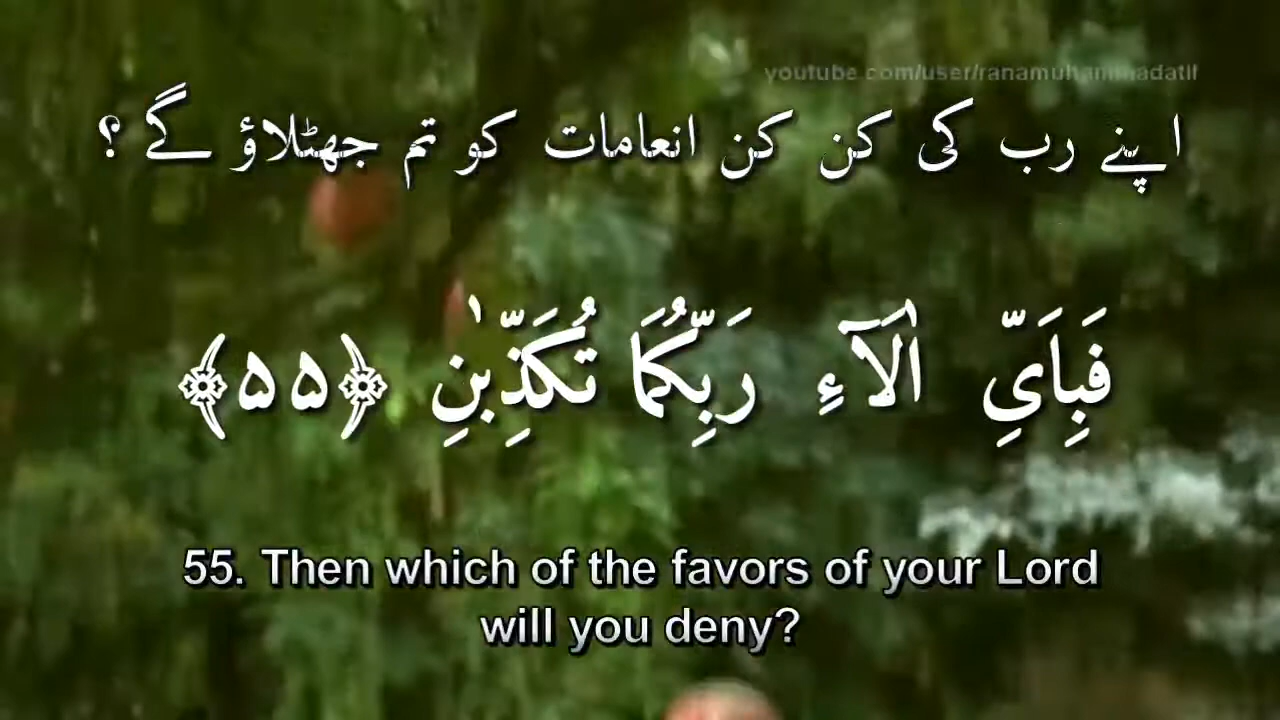 youtube.com/user/ranamuhammadatif
اپنے رب کی کن کن انعامات کو تم جھٹلاؤ گے ؟
فَبِاَیِّ اٰلَآءِ رَبِّکُمَا تُکَذِّبٰنِ ﴿۵۵﴾
55. Then which of the favors of your Lord
will you deny?